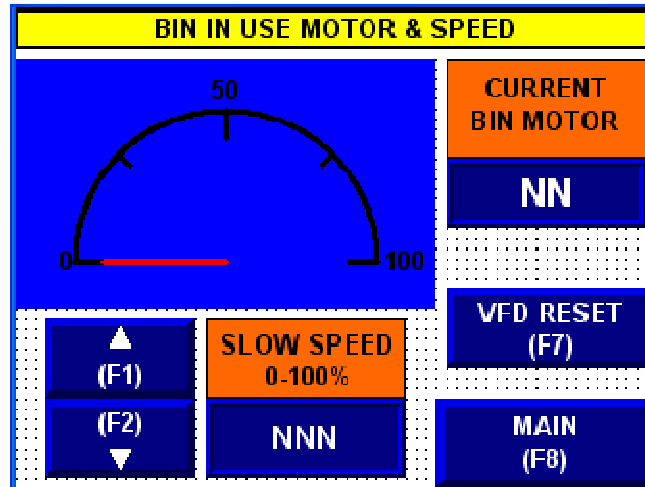 BIN IN USE MOTOR & SPEED
50
0
100
CURRENT
BIN MOTOR
NN
VFD RESET
(F7)
(F1)
(F2)
SLOW SPEED
0-100%
NNN
MAIN
(F8)